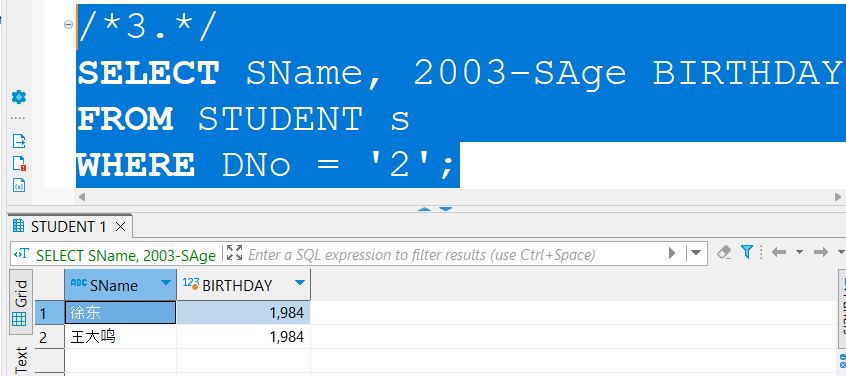 /*3.*/
SELECT SName, 2003-SAge BIRTHDAY
FROM STUDENT s
WHERE DNo = '2';
STUDENT 1
SELECT SName, 2003-SAge
Enter a SQL expression to filter results (use Ctrl+Space)
Grid
ABC SName
123 BIRTHDAY
1 徐东 1,984
2 王大鸣 1,984
Text